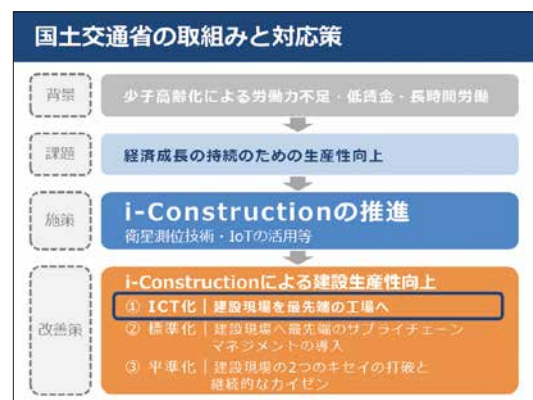 国土交通省の取組みと対応策
背景
少子高齢化による労働力不足・低賃金・長時間労働
課題
経済成長の持続のための生産性向上
施策
i-Constructionの推進
衛星測位技術・IoTの活用等
改善策
i-Constructionによる建設生産性向上
① ICT化｜建設現場を最先端の工場へ
② 標準化｜建設現場へ最先端のサプライチェーン
マネジメントの導入
③ 平準化｜建設現場の2つのキセイの打破と
継続的なカイゼン